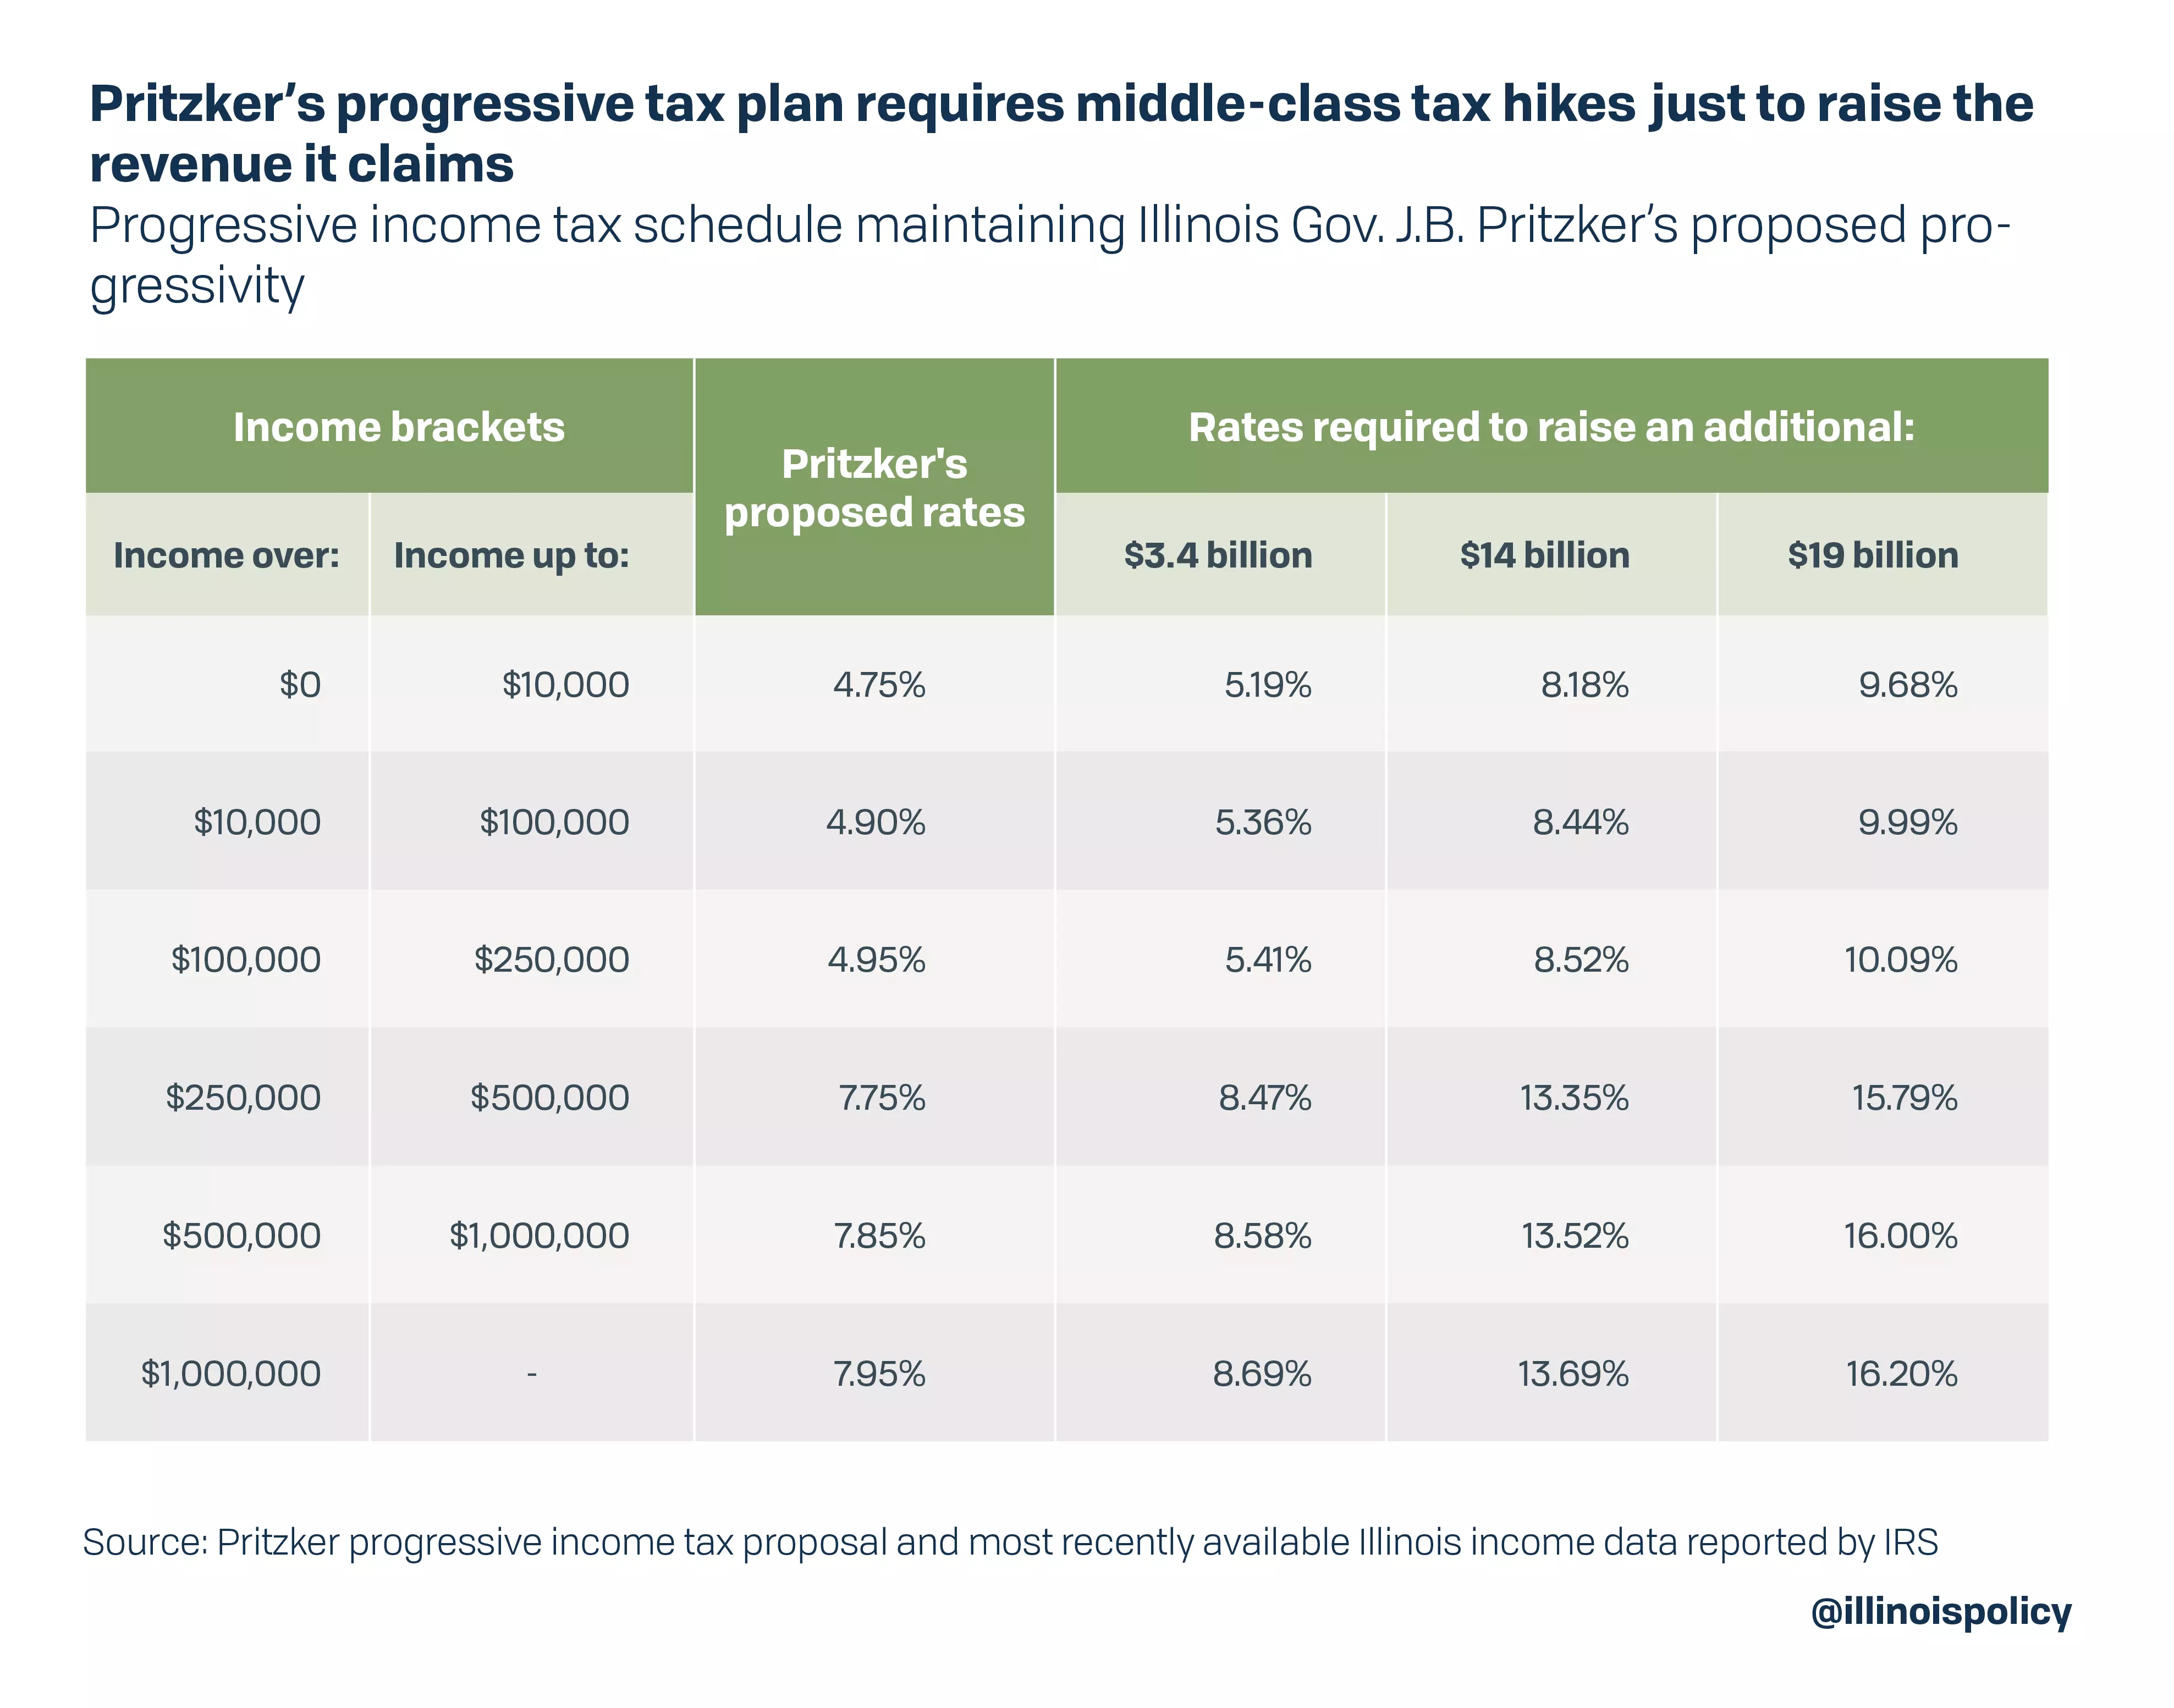 Pritzker’s progressive tax plan requires middle-class tax hikes just to raise the
revenue it claims
Progressive income tax schedule maintaining Illinois Gov. J.B. Pritzker’s proposed pro-
gressivity
Income brackets
Pritzker's
proposed rates
Rates required to raise an additional:
Income over: Income up to: $3.4 billion $14 billion $19 billion
$0 $10,000 4.75% 5.19% 8.18% 9.68%
$10,000 $100,000 4.90% 5.36% 8.44% 9.99%
$100,000 $250,000 4.95% 5.41% 8.52% 10.09%
$250,000 $500,000 7.75% 8.47% 13.35% 15.79%
$500,000 $1,000,000 7.85% 8.58% 13.52% 16.00%
$1,000,000 - 7.95% 8.69% 13.69% 16.20%
Source: Pritzker progressive income tax proposal and most recently available Illinois income data reported by IRS
@illinoispolicy